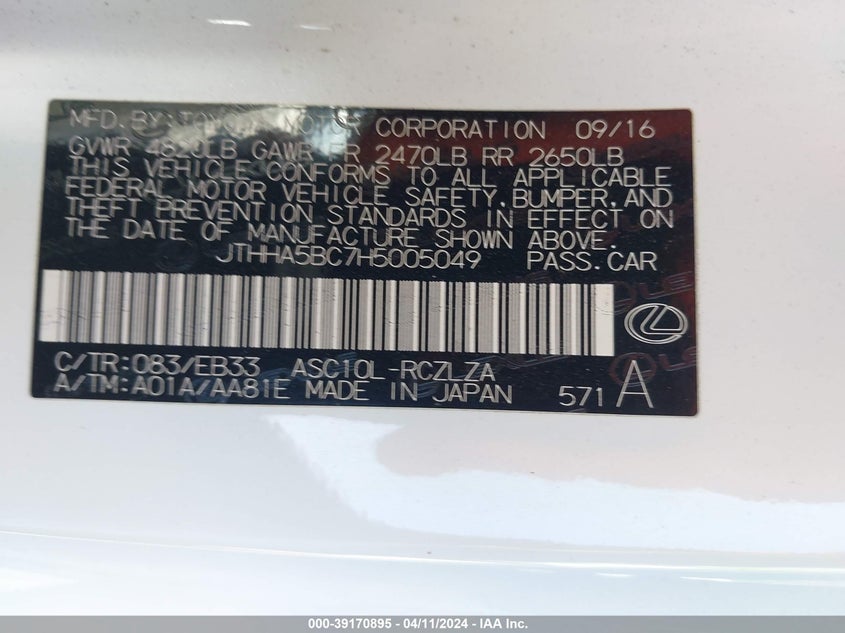 MFD. BY: TOYOTA MOTOR CORPORATION 09/16
GVWR 4820LB GAWR FR 2470LB RR 2650LB
THIS VEHICLE CONFORMS TO ALL APPLICABLE
FEDERAL MOTOR VEHICLE SAFETY, BUMPER, AND
THEFT PREVENTION STANDARDS IN EFFECT ON
THE DATE OF MANUFACTURE SHOWN ABOVE.
JTHHA5BC7H5005049 PASS. CAR
C/TR: 083/EB33 ASC10L-RCZLZA
A/TM: A01A/AA81E MADE IN JAPAN 571 A
000-39170895 - 04/11/2024 - IAA Inc.